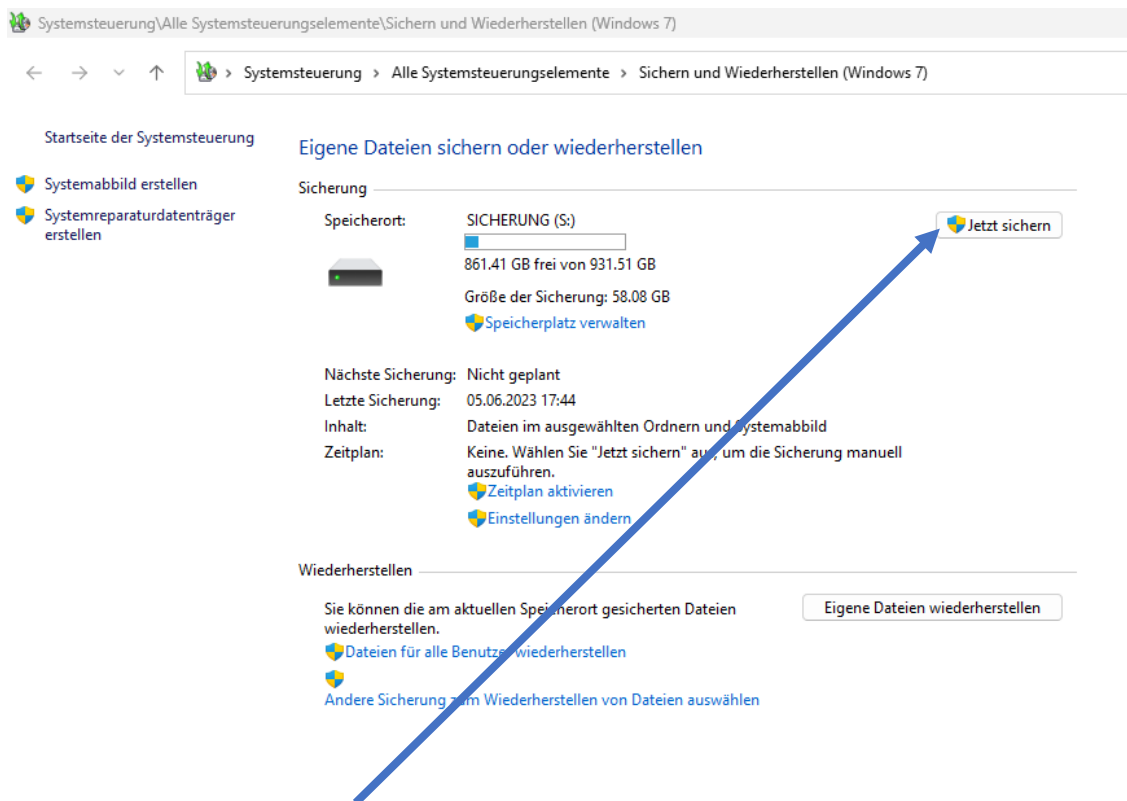 Systemsteuerung\Alle Systemsteuerungselemente\Sichern und Wiederherstellen (Windows 7)
Systemsteuerung > Alle Systemsteuerungselemente > Sichern und Wiederherstellen (Windows 7)
Startseite der Systemsteuerung
Systemabbild erstellen
Systemreparaturdatenträger
erstellen
Eigene Dateien sichern oder wiederherstellen
Sicherung
Speicherort: SICHERUNG (S:)
Jetzt sichern
861.41 GB frei von 931.51 GB
Größe der Sicherung: 58.08 GB
Speicherplatz verwalten
Nächste Sicherung: Nicht geplant
Letzte Sicherung: 05.06.2023 17:44
Inhalt: Dateien im ausgewählten Ordnern und Systemabbild
Zeitplan: Keine. Wählen Sie "Jetzt sichern" aus, um die Sicherung manuell
auszuführen.
Zeitplan aktivieren
Einstellungen ändern
Wiederherstellen
Sie können die am aktuellen Speicherort gesicherten Dateien
wiederherstellen.
Eigene Dateien wiederherstellen
Dateien für alle Benutzer wiederherstellen
Andere Sicherung zum Wiederherstellen von Dateien auswählen